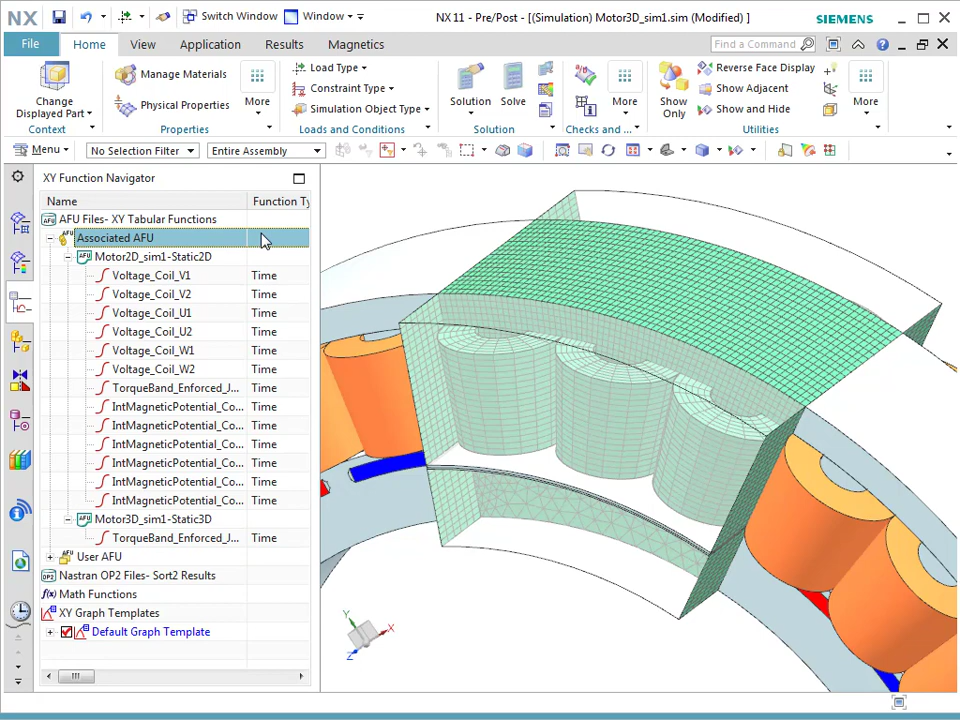 NX Switch Window Window NX 11 - Pre/Post - [(Simulation) Motor3D_sim1.sim (Modified) ] SIEMENS
File Home View Application Results Magnetics Find a Command
Change Displayed Part
Context
Manage Materials
Physical Properties
More
Properties
Load Type
Constraint Type
Simulation Object Type
Loads and Conditions
Solution
Solve
Solution
More
Checks and ...
Show Only
Reverse Face Display
Show Adjacent
Show and Hide
More
Utilities
Menu No Selection Filter Entire Assembly
XY Function Navigator
Name Function Ty
AFU Files- XY Tabular Functions
Associated AFU
Motor2D_sim1-Static2D
Voltage_Coil_V1 Time
Voltage_Coil_V2 Time
Voltage_Coil_U1 Time
Voltage_Coil_U2 Time
Voltage_Coil_W1 Time
Voltage_Coil_W2 Time
TorqueBand_Enforced_J... Time
IntMagneticPotential_Co... Time
IntMagneticPotential_Co... Time
IntMagneticPotential_Co... Time
IntMagneticPotential_Co... Time
IntMagneticPotential_Co... Time
IntMagneticPotential_Co... Time
Motor3D_sim1-Static3D
TorqueBand_Enforced_J... Time
User AFU
Nastran OP2 Files- Sort2 Results
Math Functions
XY Graph Templates
Default Graph Template
Y
X
Z